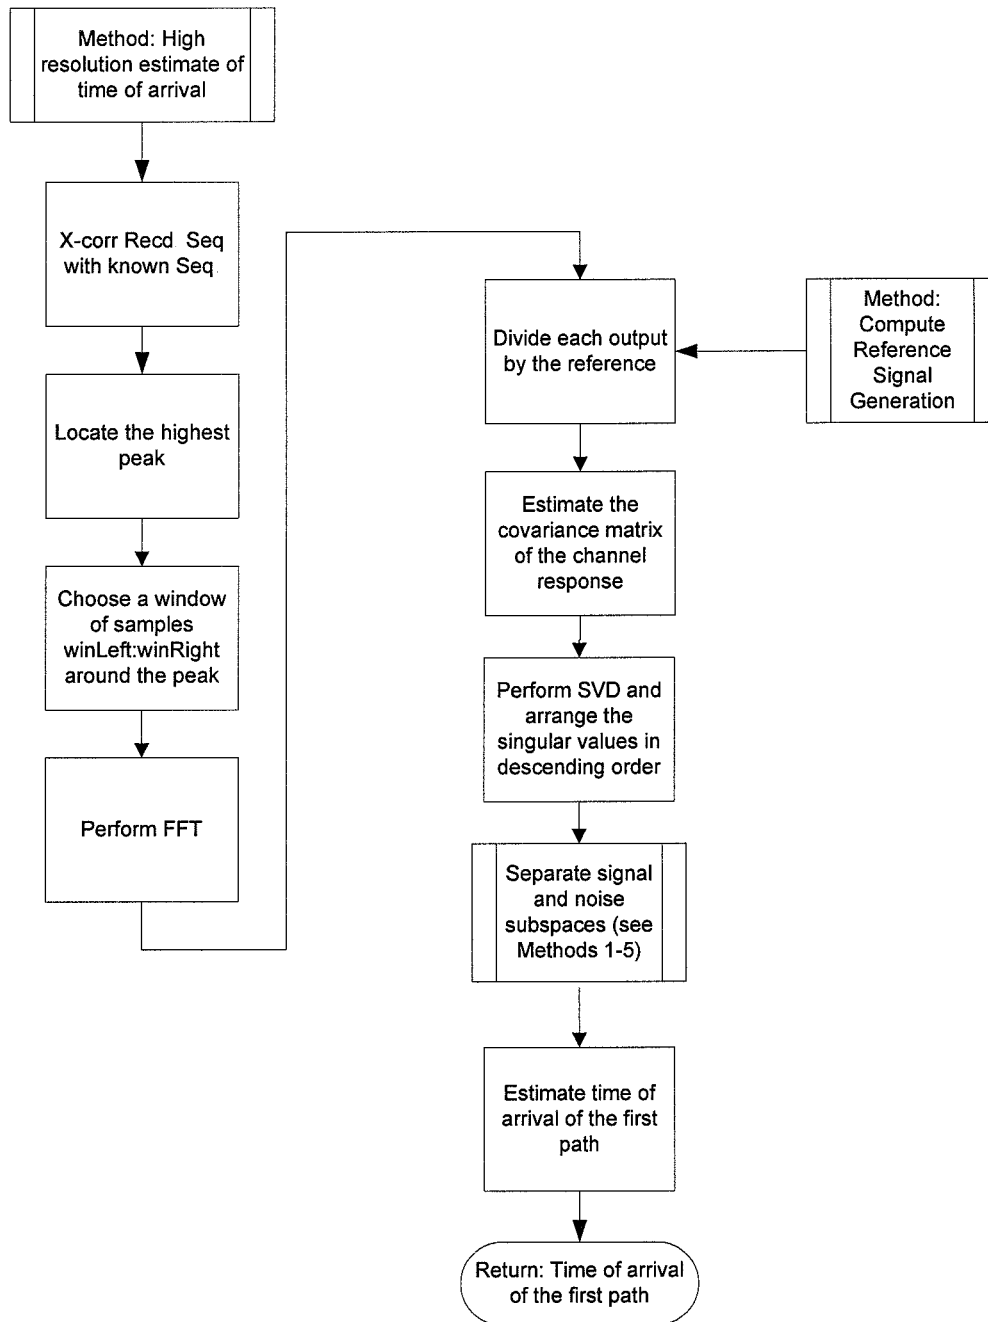 Method: High
resolution estimate of
time of arrival
X-corr Recd Seq
with known Seq
Locate the highest
peak
Choose a window
of samples
winLeft:winRight
around the peak
Perform FFT
Divide each output
by the reference
Method:
Compute
Reference
Signal
Generation
Estimate the
covariance matrix
of the channel
response
Perform SVD and
arrange the
singular values in
descending order
Separate signal
and noise
subspaces (see
Methods 1-5)
Estimate time of
arrival of the first
path
Return: Time of arrival
of the first path